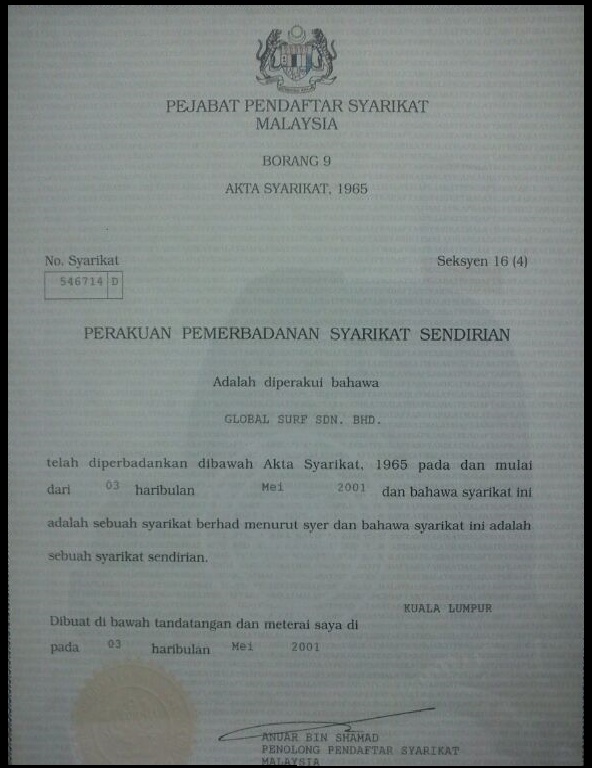 PEJABAT PENDAFTAR SYARIKAT
MALAYSIA
BORANG 9
AKTA SYARIKAT, 1965
No. Syarikat
Seksyen 16 (4)
546714 D
PERAKUAN PEMERBADANAN SYARIKAT SENDIRIAN
Adalah diperakui bahawa
GLOBAL SURF SDN. BHD.
telah diperbadankan dibawah Akta Syarikat, 1965 pada dan mulai
dari 03 haribulan Mei 2001 dan bahawa syarikat ini
adalah sebuah syarikat berhad menurut syer dan bahawa syarikat ini adalah
sebuah syarikat sendirian.
KUALA LUMPUR
Dibuat di bawah tandatangan dan meterai saya di
pada 03 haribulan Mei 2001
ANUAR BIN SHAMAD
PENOLONG PENDAFTAR SYARIKAT
MALAYSIA